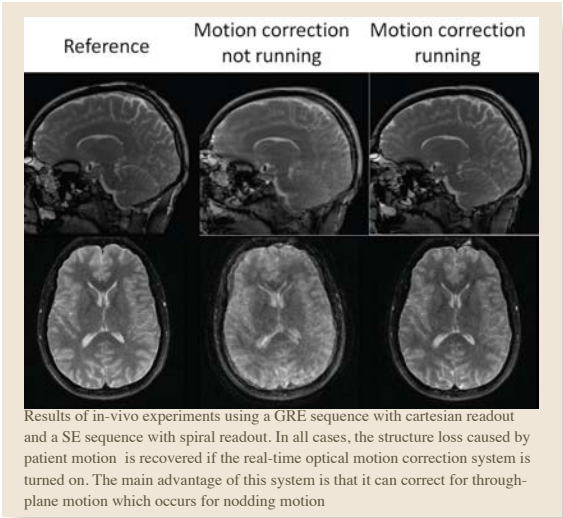 Reference
Motion correction
not running
Motion correction
running
Results of in-vivo experiments using a GRE sequence with cartesian readout
and a SE sequence with spiral readout. In all cases, the structure loss caused by
patient motion  is recovered if the real-time optical motion correction system is
turned on. The main advantage of this system is that it can correct for through-
plane motion which occurs for nodding motion